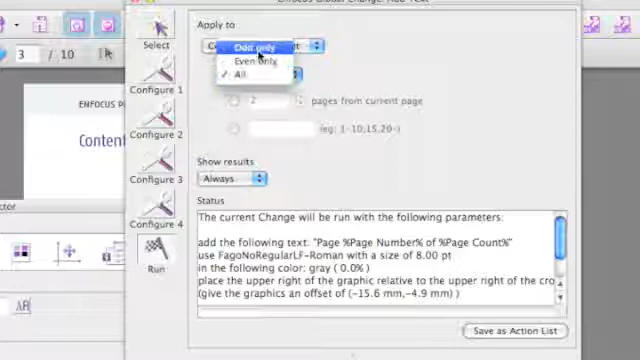 Enfocus Global Change: Add Text
3 / 10
Apply to
Select
Odd only
Even only
✓ All
Configure 1
2 pages from current page
ENFOCUS P
(eg: 1-10;15,20-)
Configure 2
Content
Show results
Configure 3
Always
Status
ctor
Configure 4
The current Change will be run with the following parameters:
add the following text: "Page %Page Number% of %Page Count%"
use FagoNoRegularLF-Roman with a size of 8.00 pt
Run
in the following color: gray ( 0.0% )
place the upper right of the graphic relative to the upper right of the cro
(give the graphics an offset of (-15.6 mm,-4.9 mm) )
Save as Action List